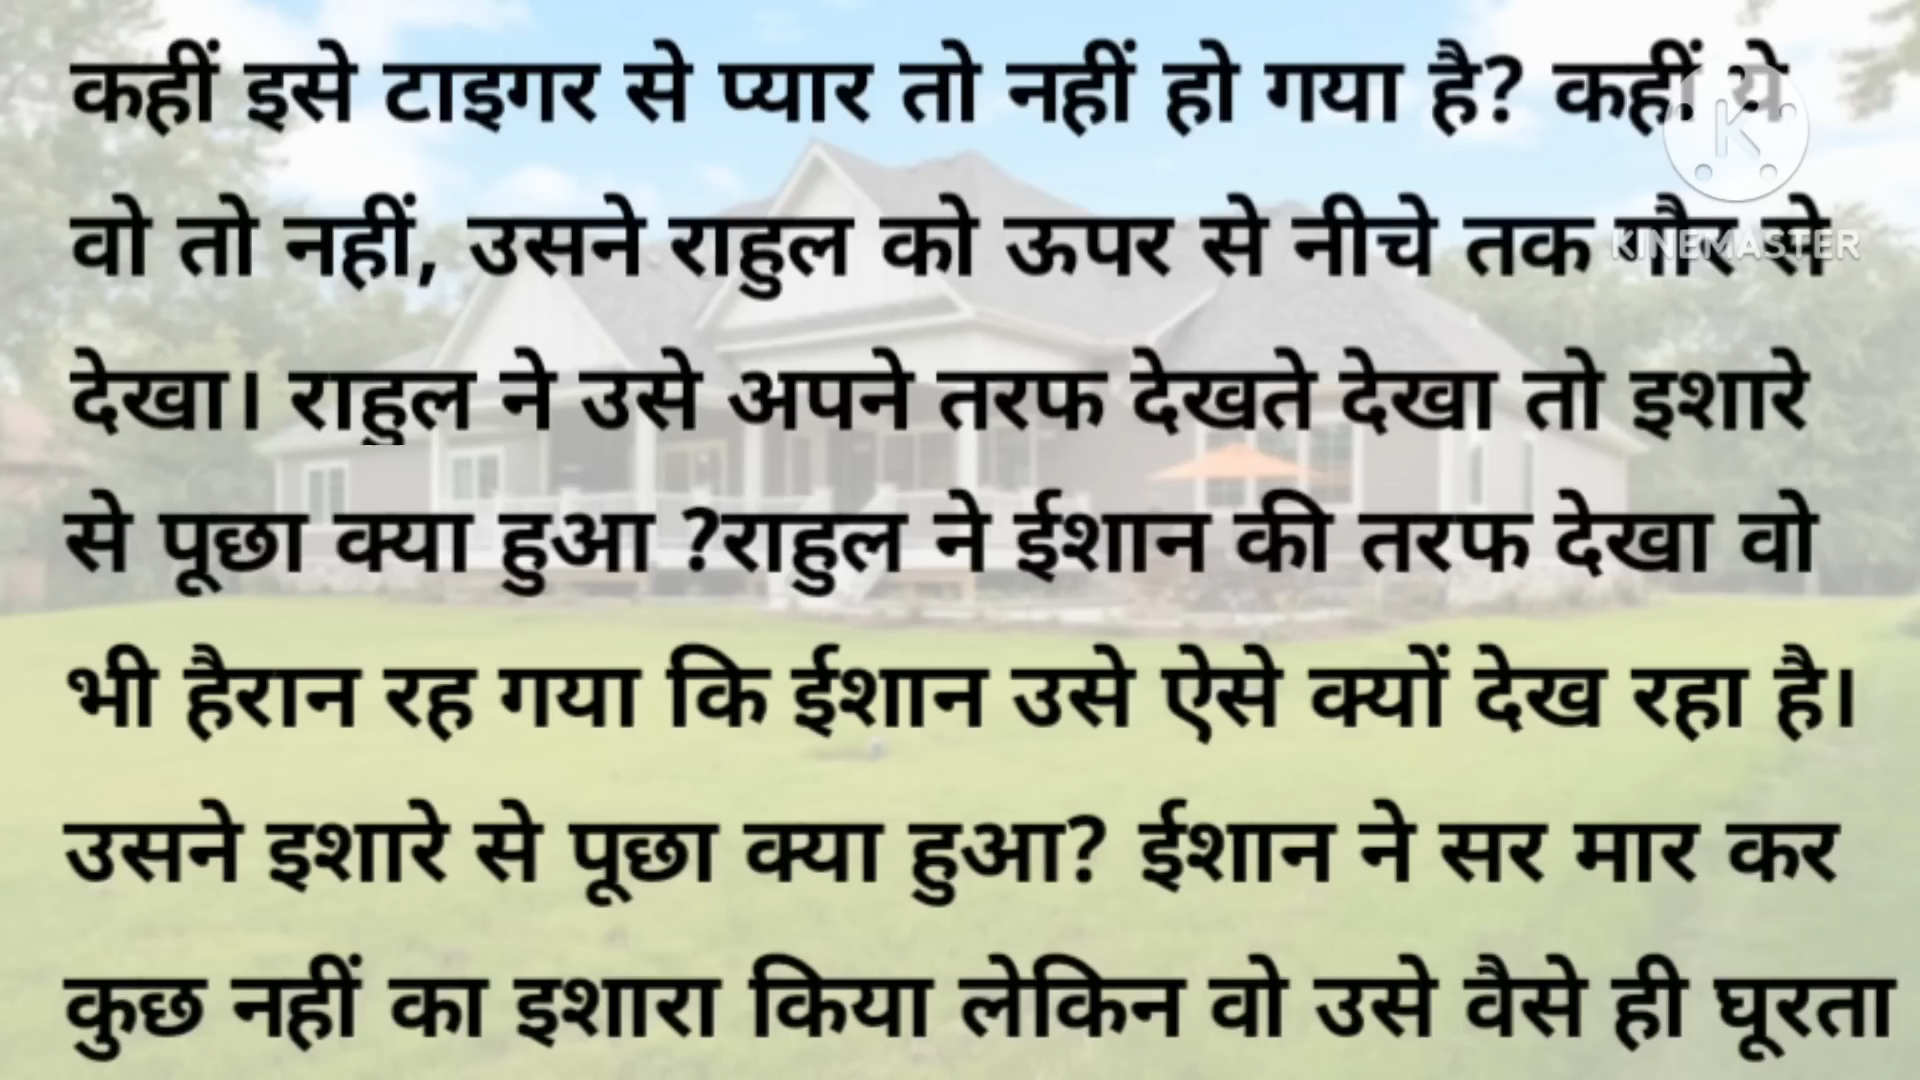 कहीं इसे टाइगर से प्यार तो नहीं हो गया है? कहीं ये
वो तो नहीं, उसने राहुल को ऊपर से नीचे तक गौर से
देखा। राहुल ने उसे अपने तरफ देखते देखा तो इशारे
से पूछा क्या हुआ ?राहुल ने ईशान की तरफ देखा वो
भी हैरान रह गया कि ईशान उसे ऐसे क्यों देख रहा है।
उसने इशारे से पूछा क्या हुआ? ईशान ने सर मार कर
कुछ नहीं का इशारा किया लेकिन वो उसे वैसे ही घूरता
K
KINEMASTER